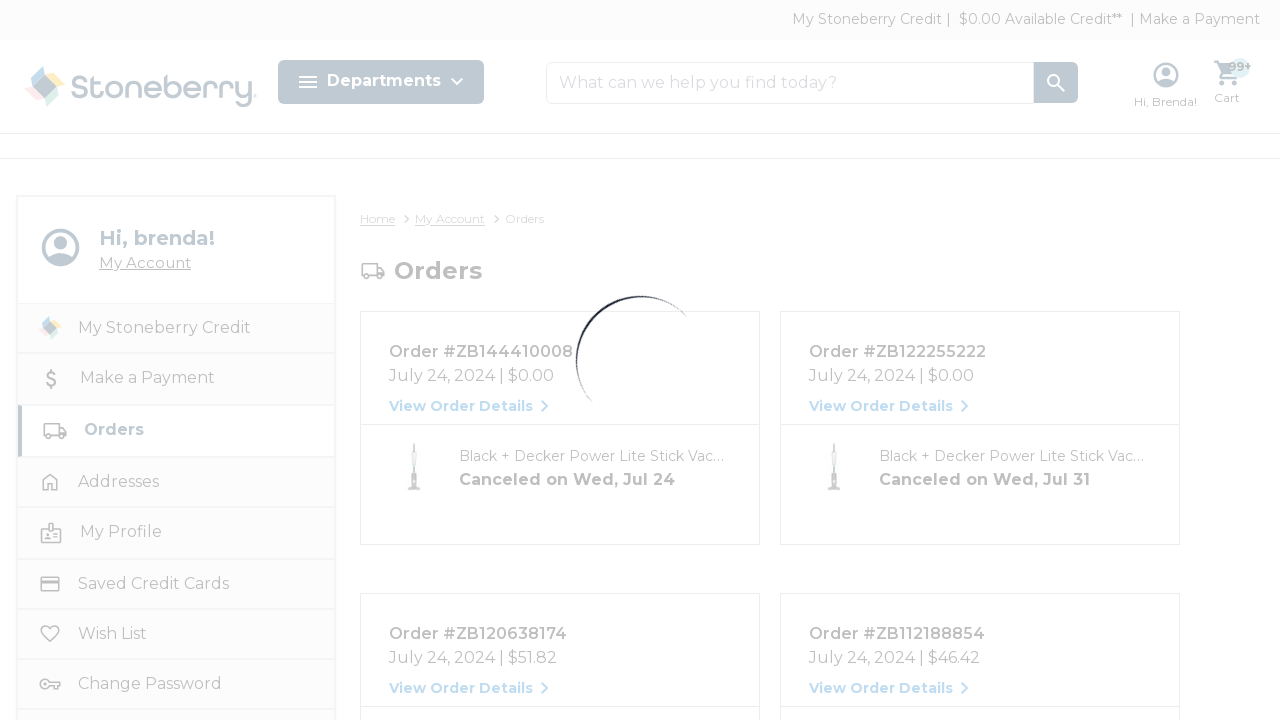 My Stoneberry Credit | $0.00 Available Credit** | Make a Payment
Stoneberry
Departments
What can we help you find today?
Hi, Brenda!
99+
Cart
Hi, brenda!
My Account
My Stoneberry Credit
Make a Payment
Orders
Addresses
My Profile
Saved Credit Cards
Wish List
Change Password
Home > My Account > Orders
Orders
Order #ZB144410008
July 24, 2024 | $0.00
View Order Details
Black + Decker Power Lite Stick Vac...
Canceled on Wed, Jul 24
Order #ZB122255222
July 24, 2024 | $0.00
View Order Details
Black + Decker Power Lite Stick Vac...
Canceled on Wed, Jul 31
Order #ZB120638174
July 24, 2024 | $51.82
View Order Details
Order #ZB112188854
July 24, 2024 | $46.42
View Order Details